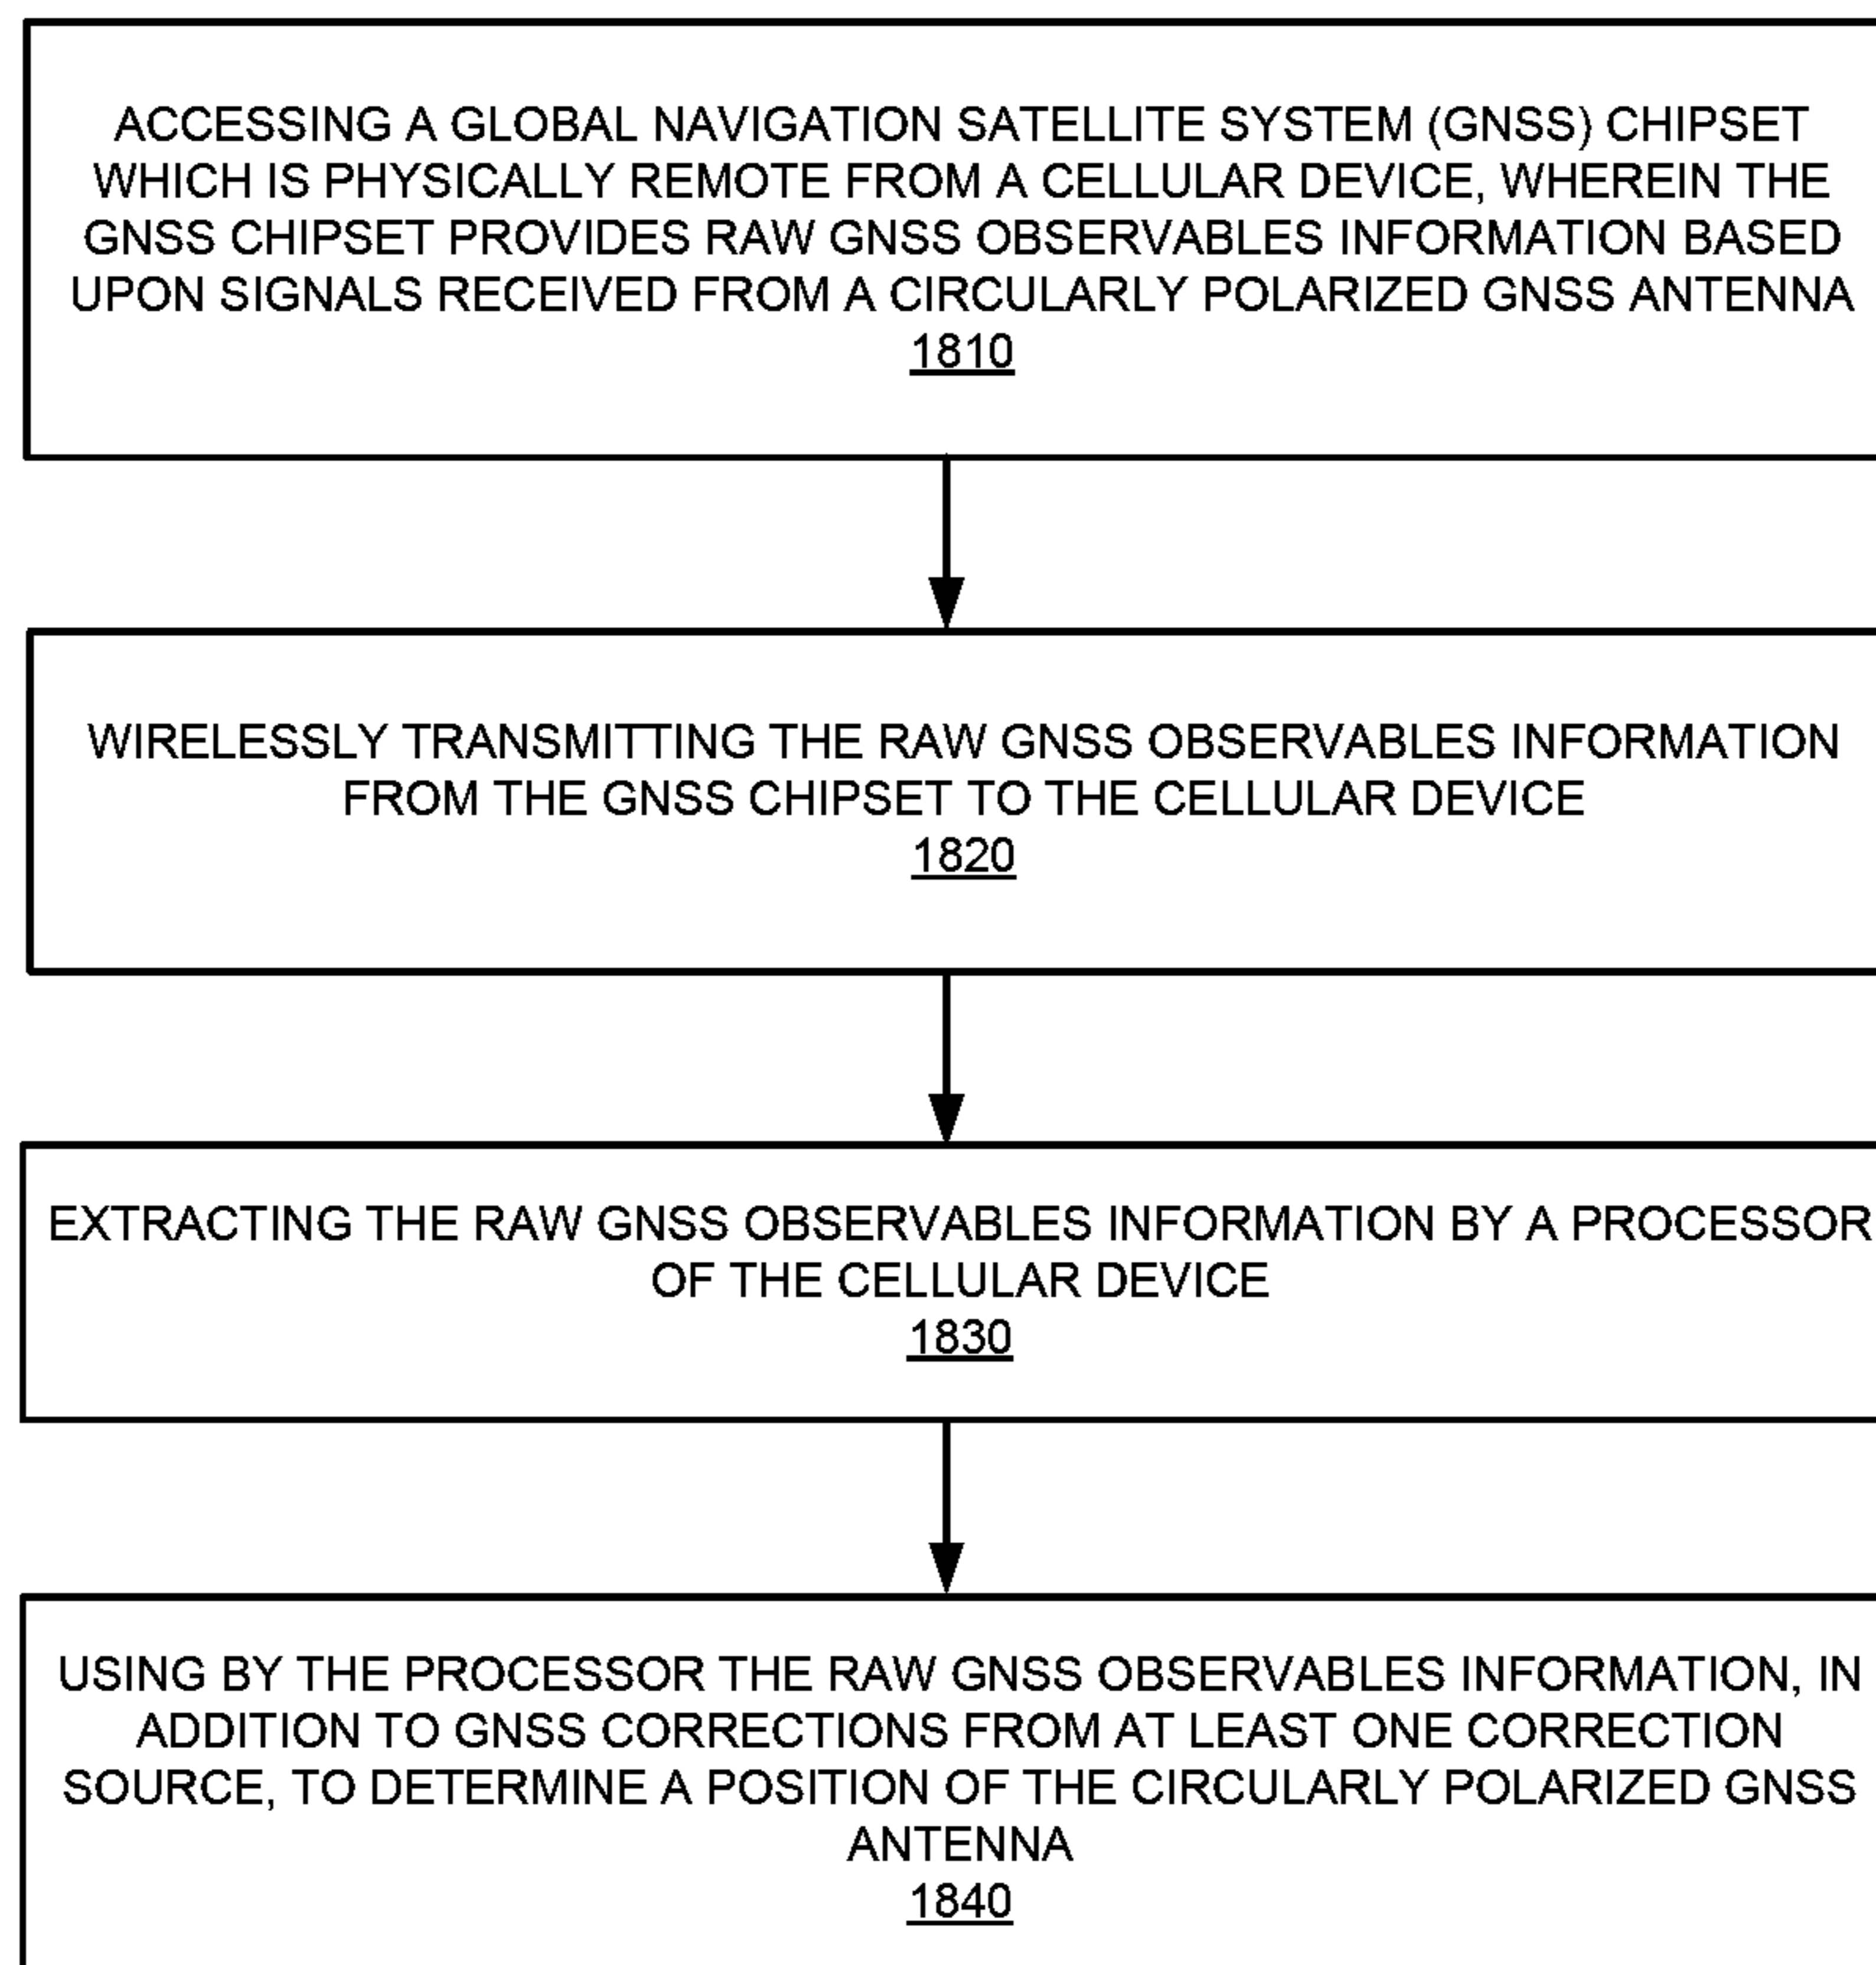 ACCESSING A GLOBAL NAVIGATION SATELLITE SYSTEM (GNSS) CHIPSET
WHICH IS PHYSICALLY REMOTE FROM A CELLULAR DEVICE, WHEREIN THE
GNSS CHIPSET PROVIDES RAW GNSS OBSERVABLES INFORMATION BASED
UPON SIGNALS RECEIVED FROM A CIRCULARLY POLARIZED GNSS ANTENNA
1810
WIRELESSLY TRANSMITTING THE RAW GNSS OBSERVABLES INFORMATION
FROM THE GNSS CHIPSET TO THE CELLULAR DEVICE
1820
EXTRACTING THE RAW GNSS OBSERVABLES INFORMATION BY A PROCESSOR
OF THE CELLULAR DEVICE
1830
USING BY THE PROCESSOR THE RAW GNSS OBSERVABLES INFORMATION, IN
ADDITION TO GNSS CORRECTIONS FROM AT LEAST ONE CORRECTION
SOURCE, TO DETERMINE A POSITION OF THE CIRCULARLY POLARIZED GNSS
ANTENNA
1840